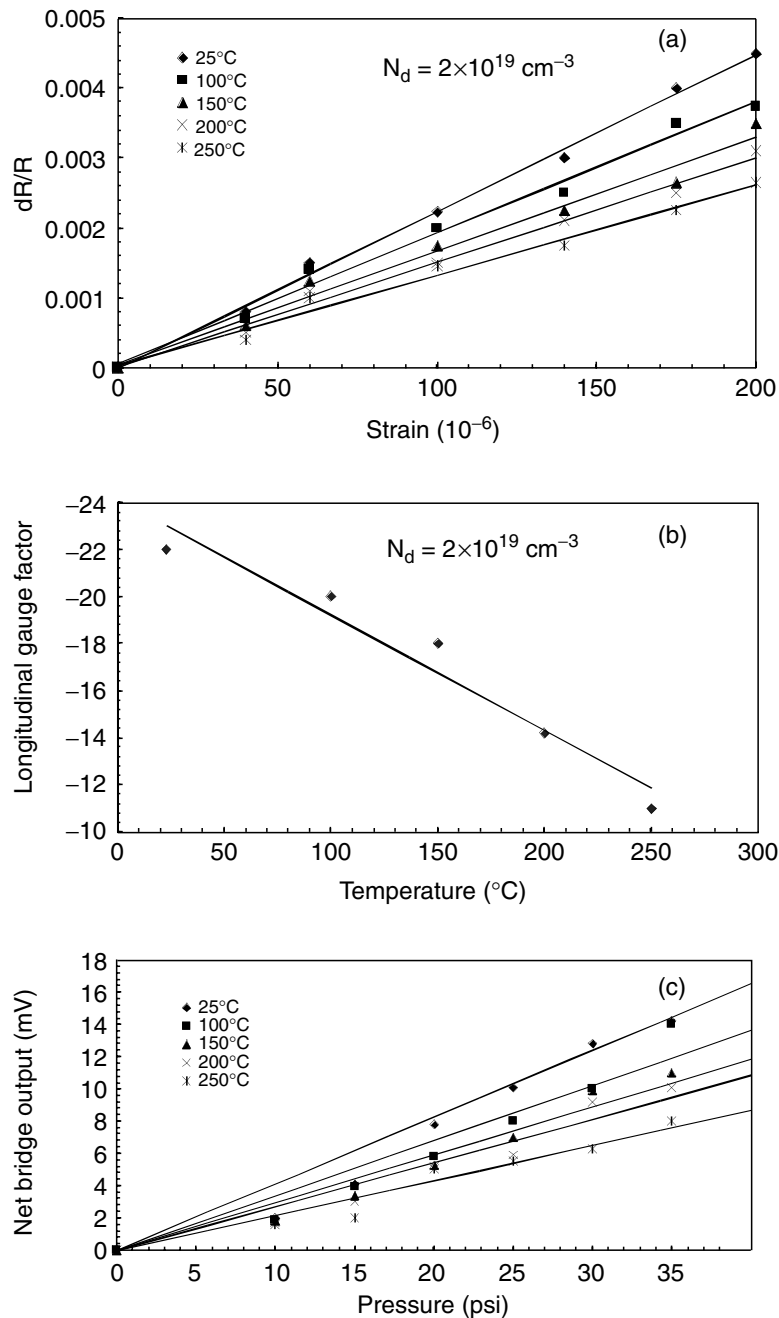 (a)
N_d = 2×10^19 cm^−3
25°C
100°C
150°C
200°C
250°C
dR/R
0.005
0.004
0.003
0.002
0.001
0
0 50 100 150 200
Strain (10^−6)
(b)
N_d = 2×10^19 cm^−3
Longitudinal gauge factor
−24
−22
−20
−18
−16
−14
−12
−10
0 50 100 150 200 250 300
Temperature (°C)
(c)
25°C
100°C
150°C
200°C
250°C
Net bridge output (mV)
18
16
14
12
10
8
6
4
2
0
0 5 10 15 20 25 30 35
Pressure (psi)